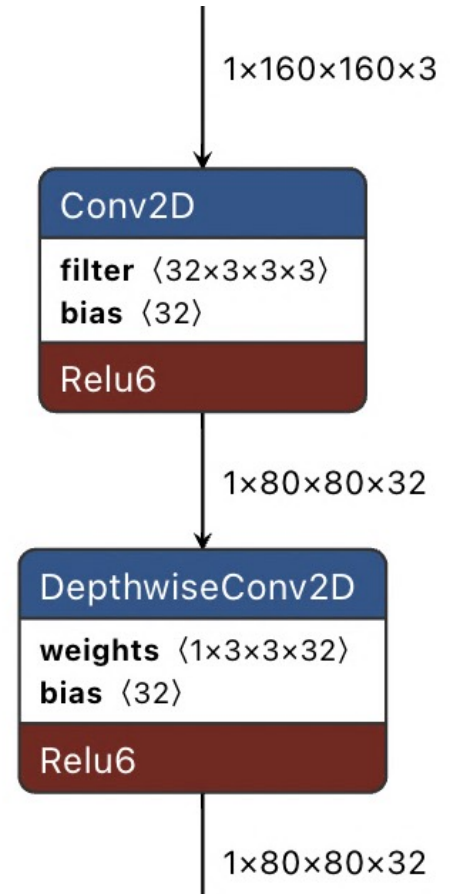 1×160×160×3
Conv2D
filter ⟨32×3×3×3⟩
bias ⟨32⟩
Relu6
1×80×80×32
DepthwiseConv2D
weights ⟨1×3×3×32⟩
bias ⟨32⟩
Relu6
1×80×80×32